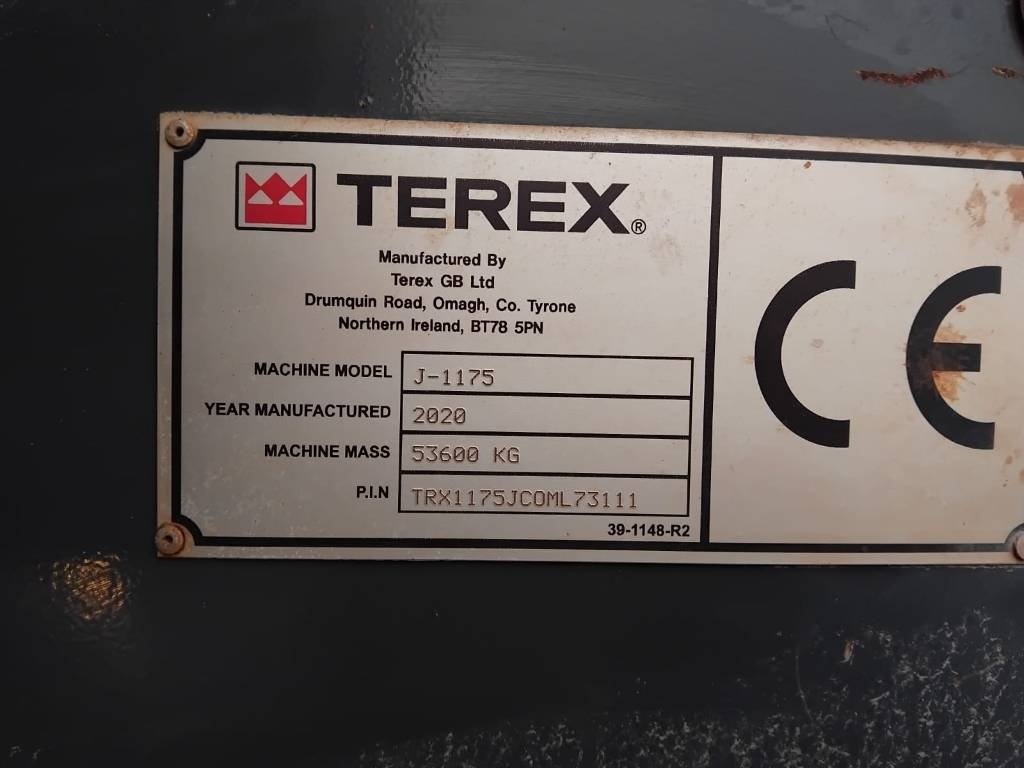 TEREX®
Manufactured By
Terex GB Ltd
Drumquin Road, Omagh, Co. Tyrone
Northern Ireland, BT78 5PN
MACHINE MODEL J-1175
YEAR MANUFACTURED 2020
MACHINE MASS 53600 KG
P.I.N TRX1175JCOML73111
39-1148-R2
CE